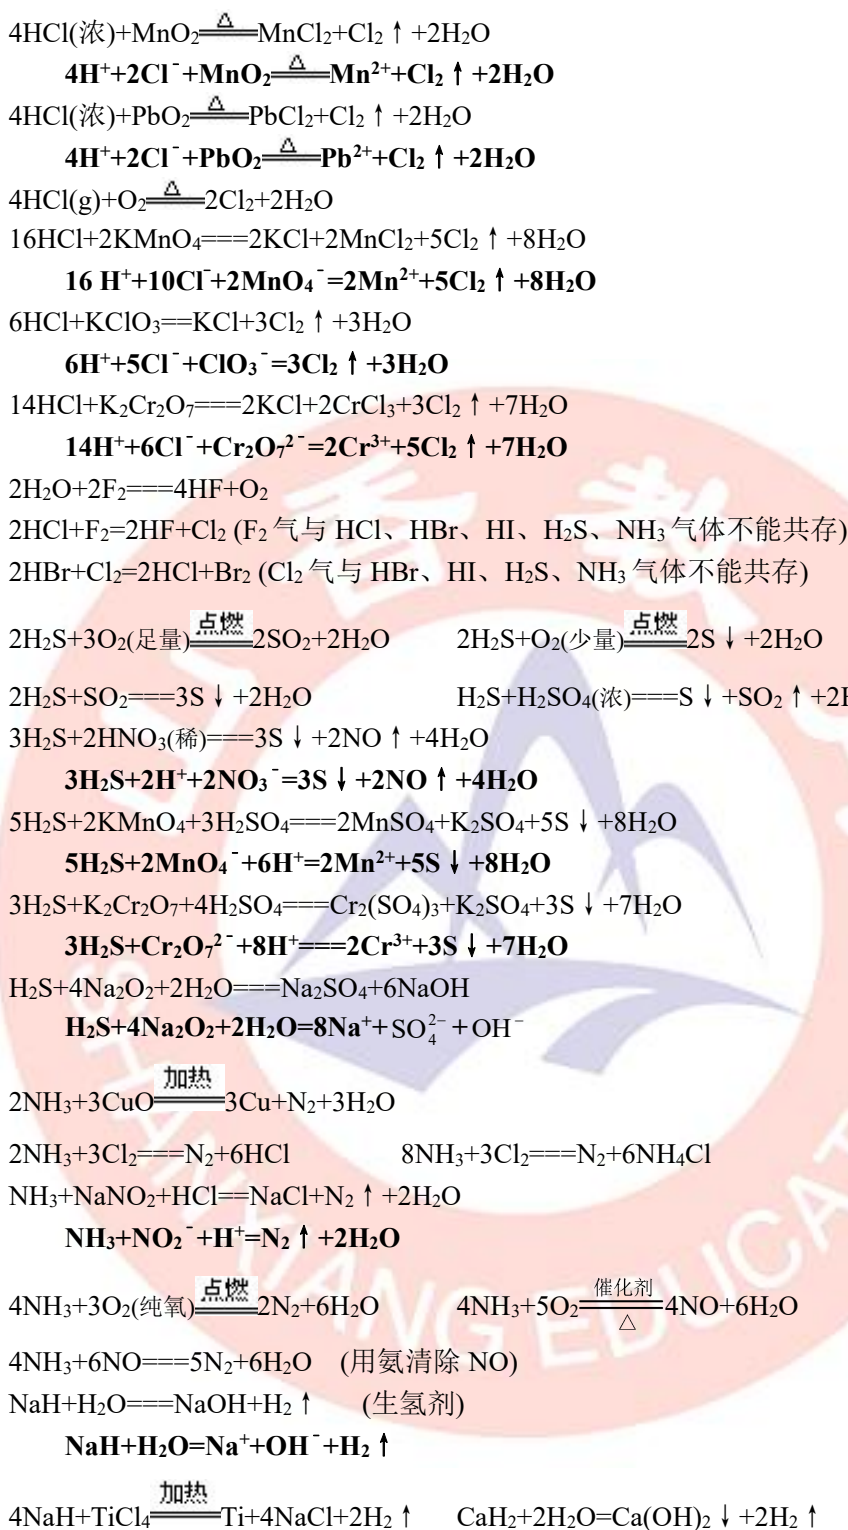 4HCl(浓)+MnO₂==△==MnCl₂+Cl₂↑+2H₂O
4H⁺+2Cl⁻+MnO₂==△==Mn²⁺+Cl₂↑+2H₂O
4HCl(浓)+PbO₂==△==PbCl₂+Cl₂↑+2H₂O
4H⁺+2Cl⁻+PbO₂==△==Pb²⁺+Cl₂↑+2H₂O
4HCl(g)+O₂==△==2Cl₂+2H₂O
16HCl+2KMnO₄===2KCl+2MnCl₂+5Cl₂↑+8H₂O
16 H⁺+10Cl⁻+2MnO₄⁻=2Mn²⁺+5Cl₂↑+8H₂O
6HCl+KClO₃==KCl+3Cl₂↑+3H₂O
6H⁺+5Cl⁻+ClO₃⁻=3Cl₂↑+3H₂O
14HCl+K₂Cr₂O₇===2KCl+2CrCl₃+3Cl₂↑+7H₂O
14H⁺+6Cl⁻+Cr₂O₇²⁻=2Cr³⁺+5Cl₂↑+7H₂O
2H₂O+2F₂===4HF+O₂
2HCl+F₂=2HF+Cl₂ (F₂气与 HCl、HBr、HI、H₂S、NH₃气体不能共存)
2HBr+Cl₂=2HCl+Br₂ (Cl₂气与 HBr、HI、H₂S、NH₃气体不能共存)
2H₂S+3O₂(足量)==点燃==2SO₂+2H₂O 2H₂S+O₂(少量)==点燃==2S↓+2H₂O
2H₂S+SO₂===3S↓+2H₂O H₂S+H₂SO₄(浓)===S↓+SO₂↑+2
3H₂S+2HNO₃(稀)===3S↓+2NO↑+4H₂O
3H₂S+2H⁺+2NO₃⁻=3S↓+2NO↑+4H₂O
5H₂S+2KMnO₄+3H₂SO₄===2MnSO₄+K₂SO₄+5S↓+8H₂O
5H₂S+2MnO₄⁻+6H⁺=2Mn²⁺+5S↓+8H₂O
3H₂S+K₂Cr₂O₇+4H₂SO₄===Cr₂(SO₄)₃+K₂SO₄+3S↓+7H₂O
3H₂S+Cr₂O₇²⁻+8H⁺===2Cr³⁺+3S↓+7H₂O
H₂S+4Na₂O₂+2H₂O===Na₂SO₄+6NaOH
H₂S+4Na₂O₂+2H₂O=8Na⁺+SO₄²⁻+OH⁻
2NH₃+3CuO==加热==3Cu+N₂+3H₂O
2NH₃+3Cl₂===N₂+6HCl 8NH₃+3Cl₂===N₂+6NH₄Cl
NH₃+NaNO₂+HCl==NaCl+N₂↑+2H₂O
NH₃+NO₂⁻+H⁺=N₂↑+2H₂O
4NH₃+3O₂(纯氧)==点燃==2N₂+6H₂O 4NH₃+5O₂==催化剂/△==4NO+6H₂O
4NH₃+6NO===5N₂+6H₂O (用氨清除 NO)
NaH+H₂O===NaOH+H₂↑ (生氢剂)
NaH+H₂O=Na⁺+OH⁻+H₂↑
4NaH+TiCl₄==加热==Ti+4NaCl+2H₂↑ CaH₂+2H₂O=Ca(OH)₂↓+2H₂↑